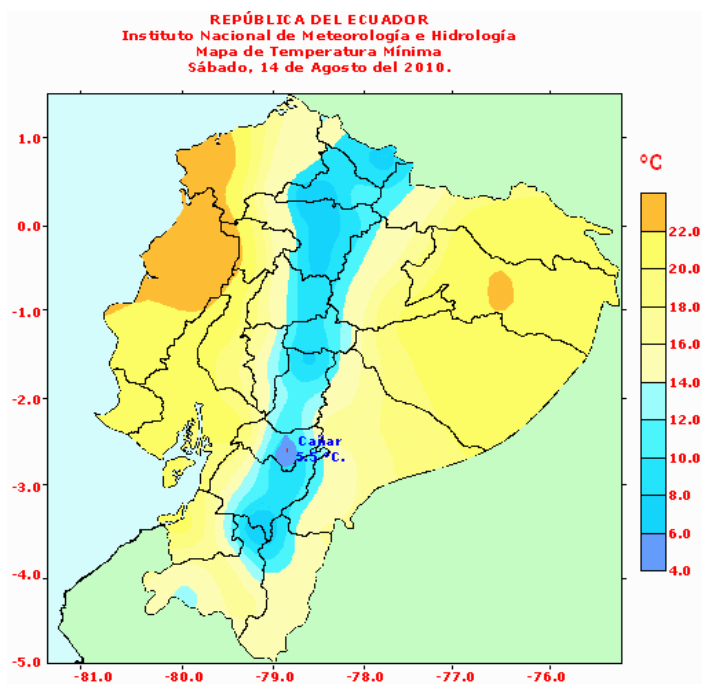 REPÚBLICA DEL ECUADOR
Instituto Nacional de Meteorología e Hidrología
Mapa de Temperatura Mínima
Sábado, 14 de Agosto del 2010.
°C
1.0
0.0
-1.0
-2.0
-3.0
-4.0
-5.0
Cañar
5.5 °C.
22.0
20.0
18.0
16.0
14.0
12.0
10.0
8.0
6.0
4.0
-81.0 -80.0 -79.0 -78.0 -77.0 -76.0